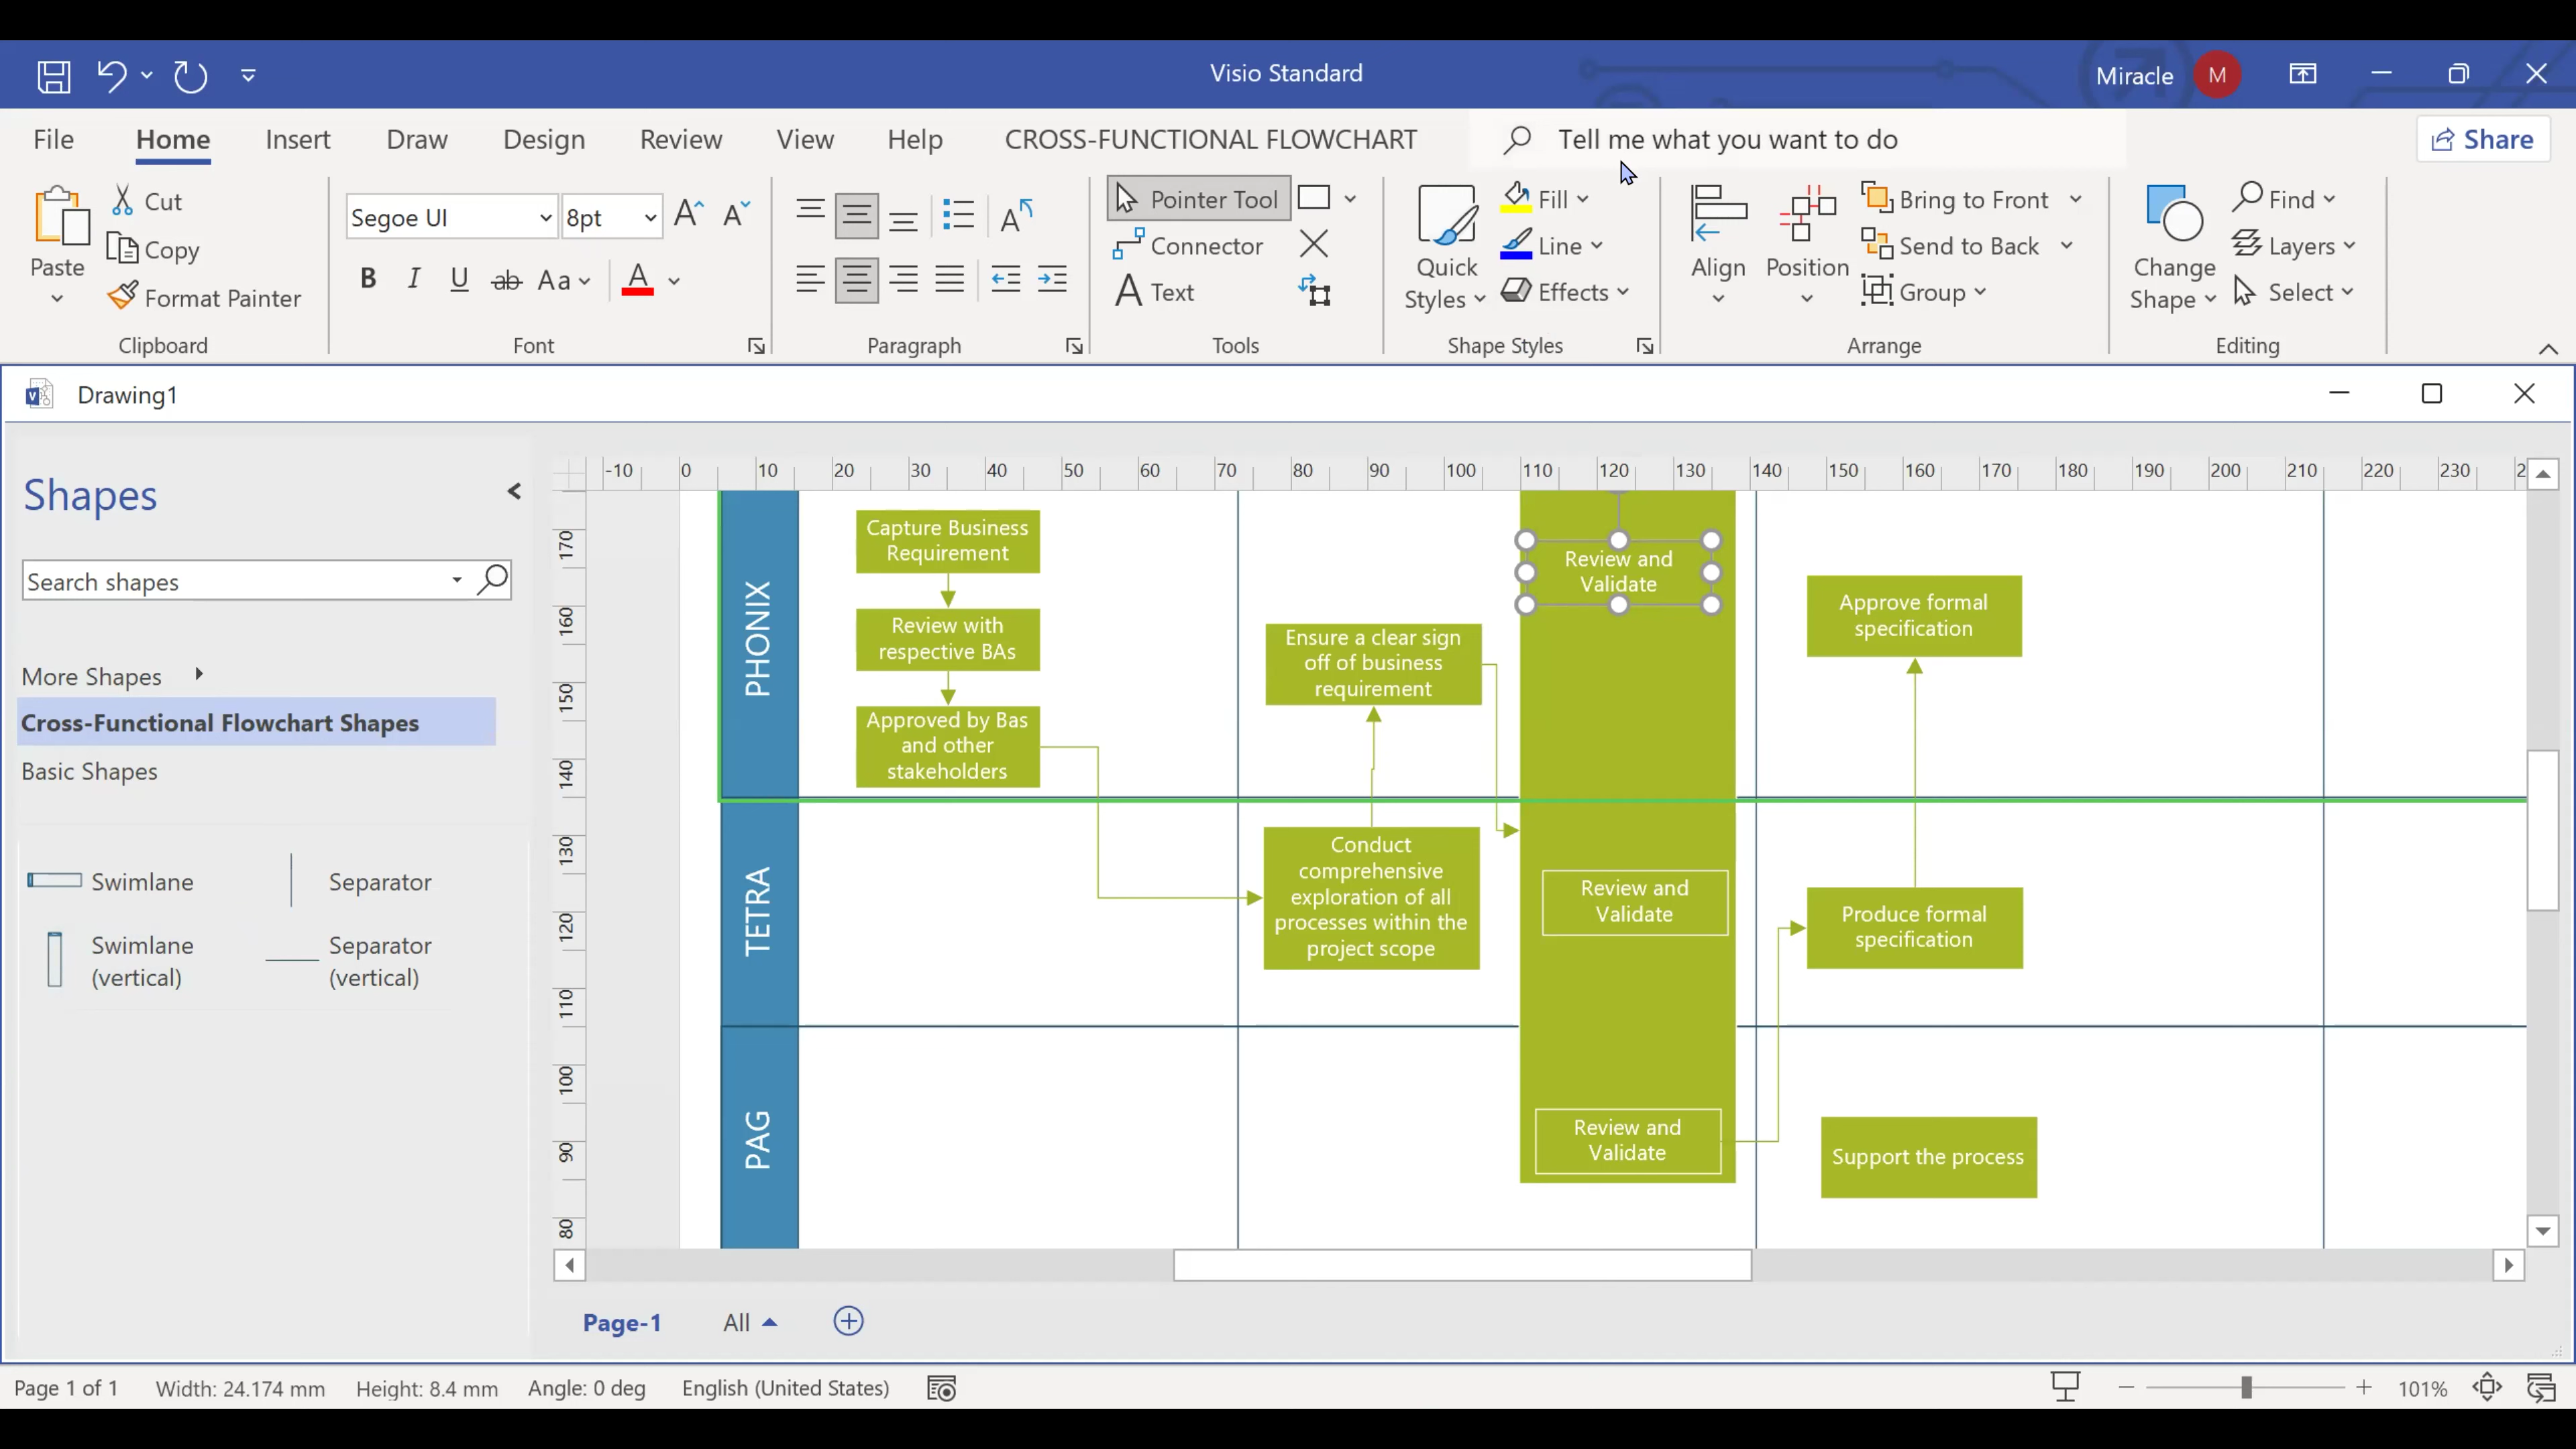 Visio Standard
Miracle
M
File
Home
Insert
Draw
Design
Review
View
Help
CROSS-FUNCTIONAL FLOWCHART
Tell me what you want to do
Share
Paste
Cut
Copy
Format Painter
Clipboard
Segoe UI
8pt
B
I
U
ab
Aa
A
Font
Paragraph
Pointer Tool
Connector
A Text
Tools
Quick
Styles
Fill
Line
Effects
Shape Styles
Align
Position
Bring to Front
Send to Back
Group
Arrange
Change
Shape
Find
Layers
Select
Editing
Drawing1
Shapes
Search shapes
More Shapes
Cross-Functional Flowchart Shapes
Basic Shapes
Swimlane
Separator
Swimlane
(vertical)
Separator
(vertical)
-10 0 10 20 30 40 50 60 70 80 90 100 110 120 130 140 150 160 170 180 190 200 210 220 230 2
170
160
150
140
130
120
110
100
90
80
PHONIX
Capture Business
Requirement
Review with
respective BAs
Approved by Bas
and other
stakeholders
Ensure a clear sign
off of business
requirement
Review and
Validate
Approve formal
specification
TETRA
Conduct
comprehensive
exploration of all
processes within the
project scope
Review and
Validate
Produce formal
specification
PAG
Review and
Validate
Support the process
Page-1
All
Page 1 of 1
Width: 24.174 mm
Height: 8.4 mm
Angle: 0 deg
English (United States)
101%